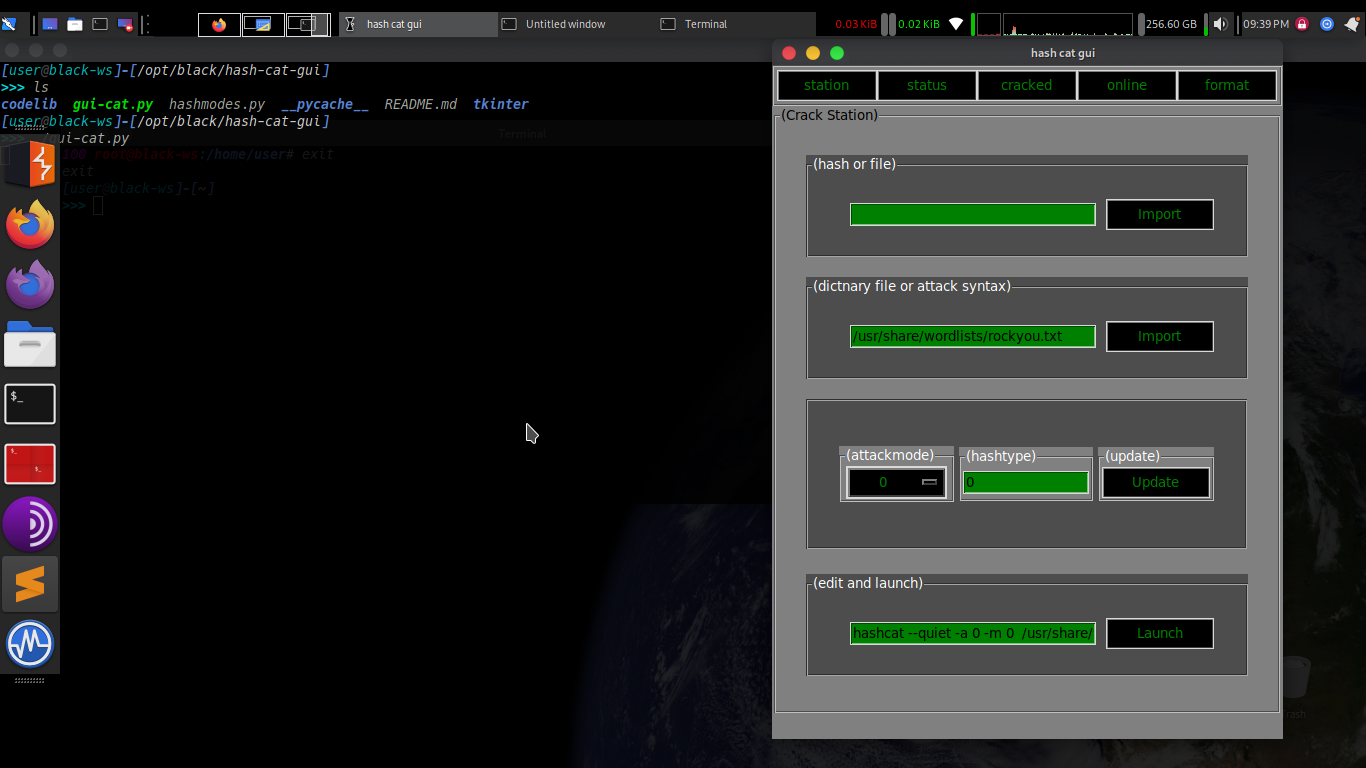 hash cat gui
Untitled window
Terminal
0.03 KiB
0.02 KiB
256.60 GB
09:39 PM
[user@black-ws]-[/opt/black/hash-cat-gui]
>>> ls
codelib gui-cat.py hashmodes.py __pycache__ README.md tkinter
[user@black-ws]-[/opt/black/hash-cat-gui]
>>> ./gui-cat.py
Terminal
100 root@black-ws:/home/user# exit
exit
[user@black-ws]-[~]
>>>
$_
hash cat gui
station status cracked online format
(Crack Station)
(hash or file)
Import
(dictnary file or attack syntax)
/usr/share/wordlists/rockyou.txt Import
(attackmode) (hashtype) (update)
0 0 Update
(edit and launch)
hashcat --quiet -a 0 -m 0 /usr/share/ Launch